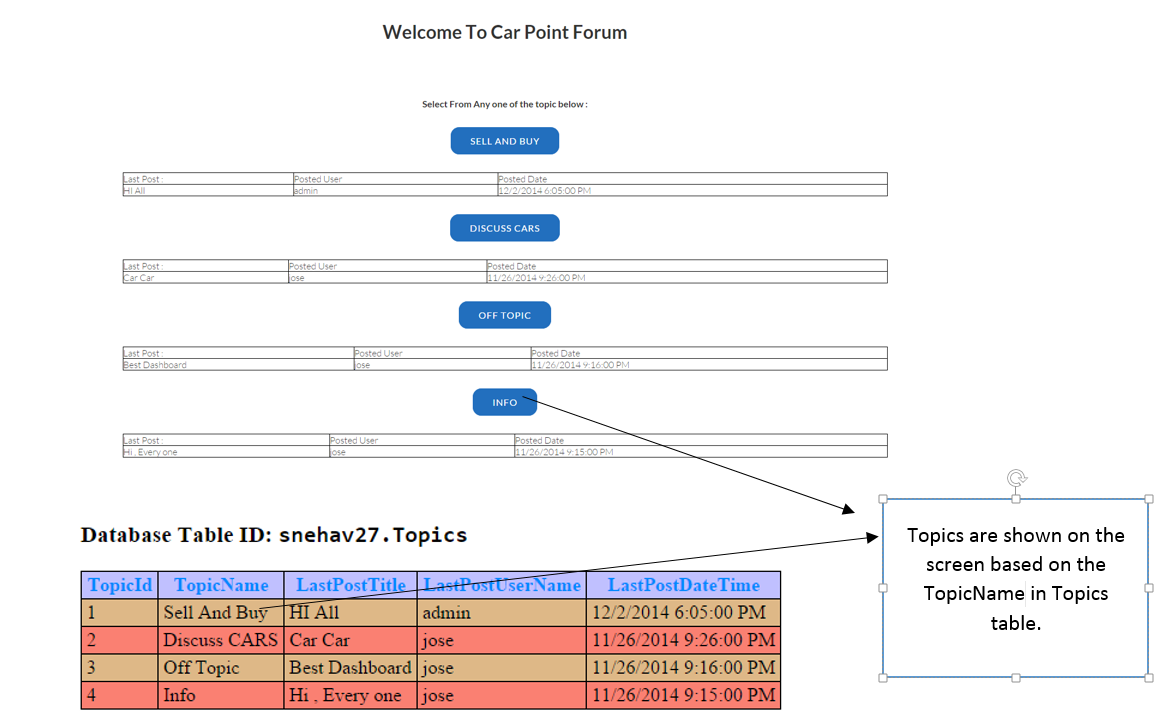 Welcome To Car Point Forum
Select From Any one of the topic below :
SELL AND BUY
Last Post : Posted User Posted Date
HI All admin 12/2/2014 6:05:00 PM
DISCUSS CARS
Last Post : Posted User Posted Date
Car Car jose 11/26/2014 9:26:00 PM
OFF TOPIC
Last Post : Posted User Posted Date
Best Dashboard jose 11/26/2014 9:16:00 PM
INFO
Last Post : Posted User Posted Date
Hi , Every one jose 11/26/2014 9:15:00 PM
Database Table ID: snehav27.Topics
TopicId TopicName LastPostTitle LastPostUserName LastPostDateTime
1 Sell And Buy HI All admin 12/2/2014 6:05:00 PM
2 Discuss CARS Car Car jose 11/26/2014 9:26:00 PM
3 Off Topic Best Dashboard jose 11/26/2014 9:16:00 PM
4 Info Hi , Every one jose 11/26/2014 9:15:00 PM
Topics are shown on the
screen based on the
TopicName in Topics
table.